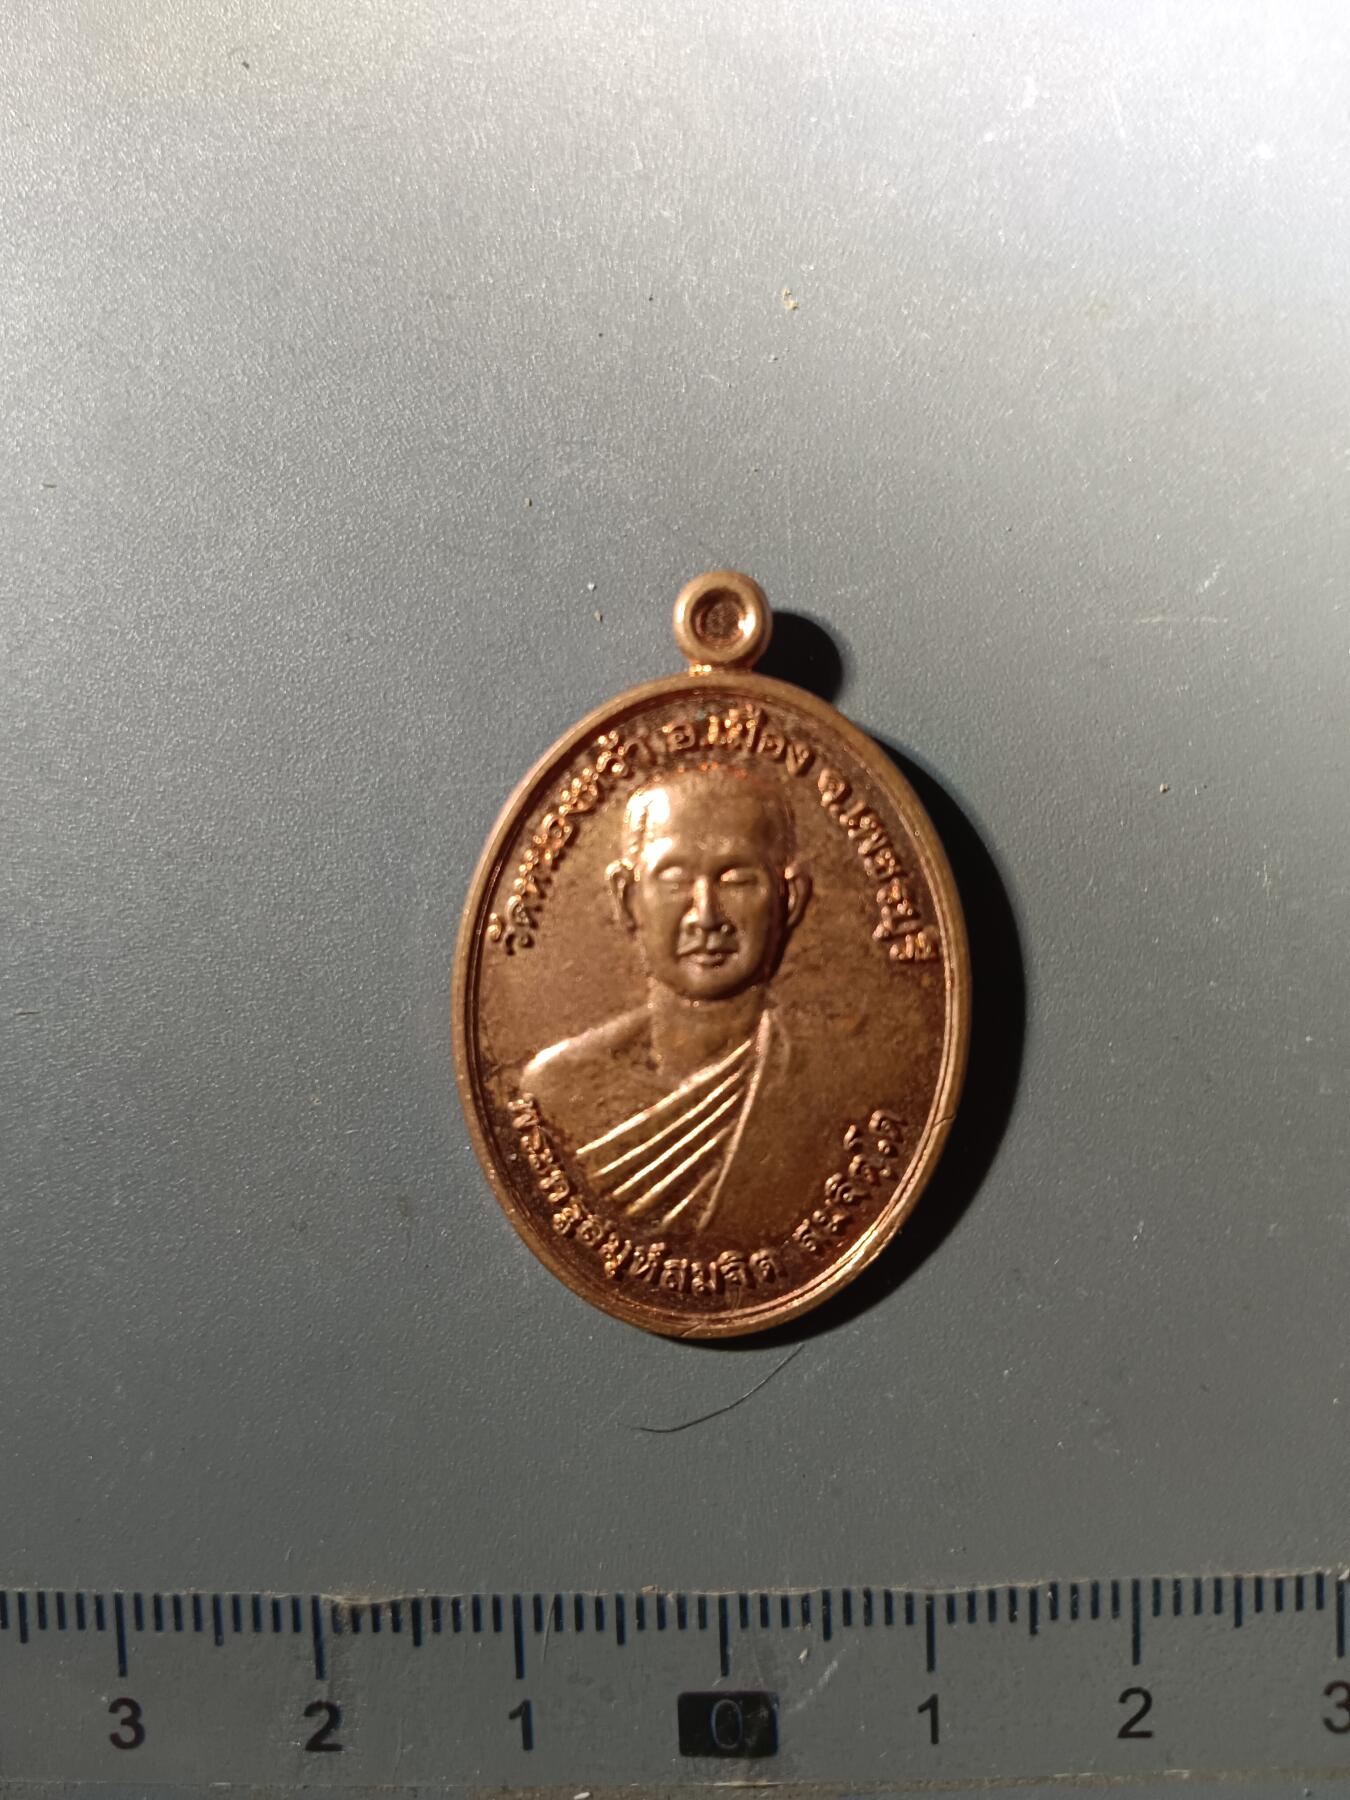 วัดหนองหว้า อ.เมือง จ.เพชรบุรี
พระครูสมุห์สมจิต สมจิตฺโต
3 2 1 0 1 2 3